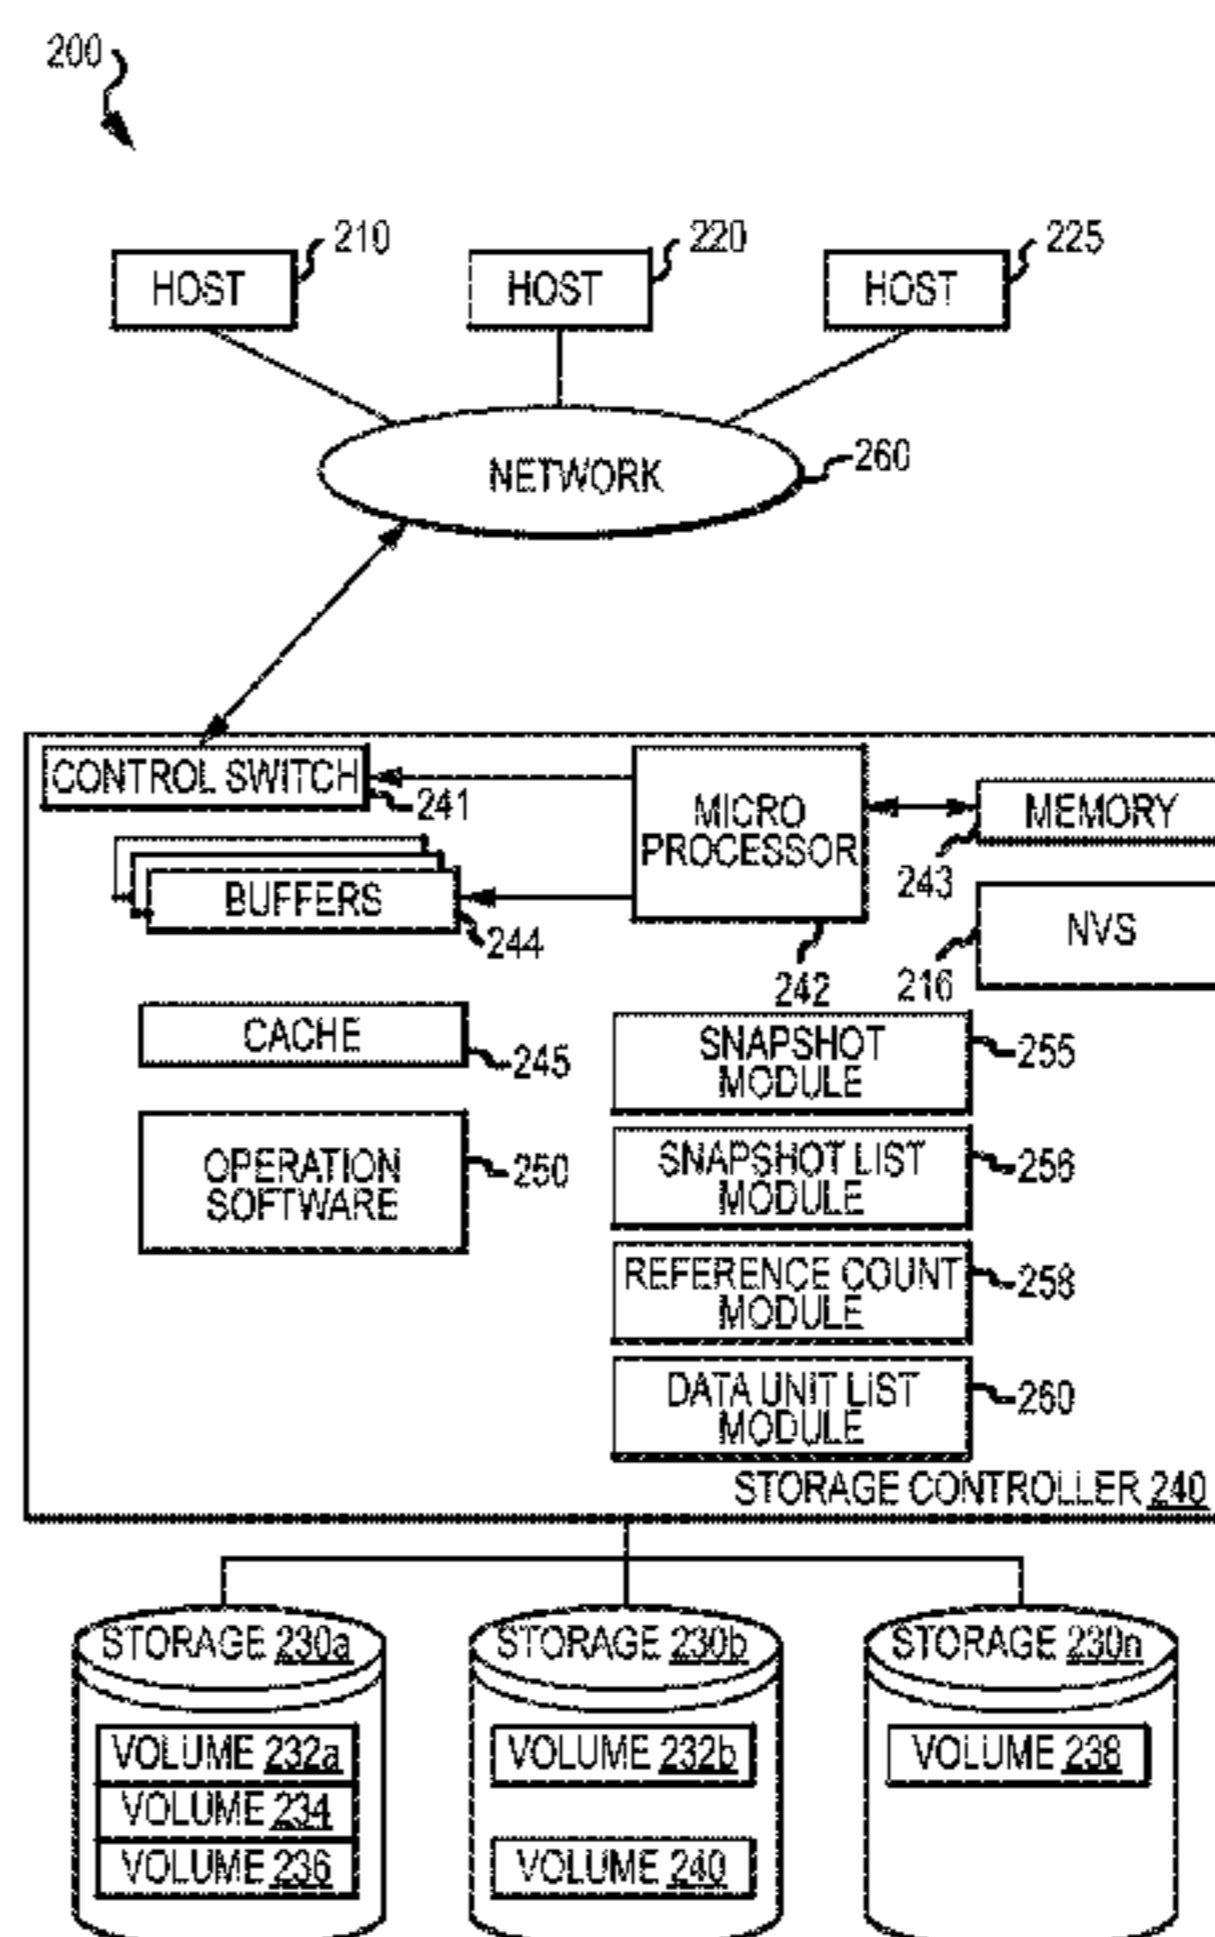 200
HOST
210
HOST
220
HOST
225
NETWORK
260
CONTROL SWITCH
241
MICRO
PROCESSOR
242
MEMORY
243
BUFFERS
244
NVS
216
CACHE
245
SNAPSHOT
MODULE
255
OPERATION
SOFTWARE
250
SNAPSHOT LIST
MODULE
256
REFERENCE COUNT
MODULE
258
DATA UNIT LIST
MODULE
260
STORAGE CONTROLLER 240
STORAGE 230a
VOLUME 232a
VOLUME 234
VOLUME 236
STORAGE 230b
VOLUME 232b
VOLUME 240
STORAGE 230n
VOLUME 238